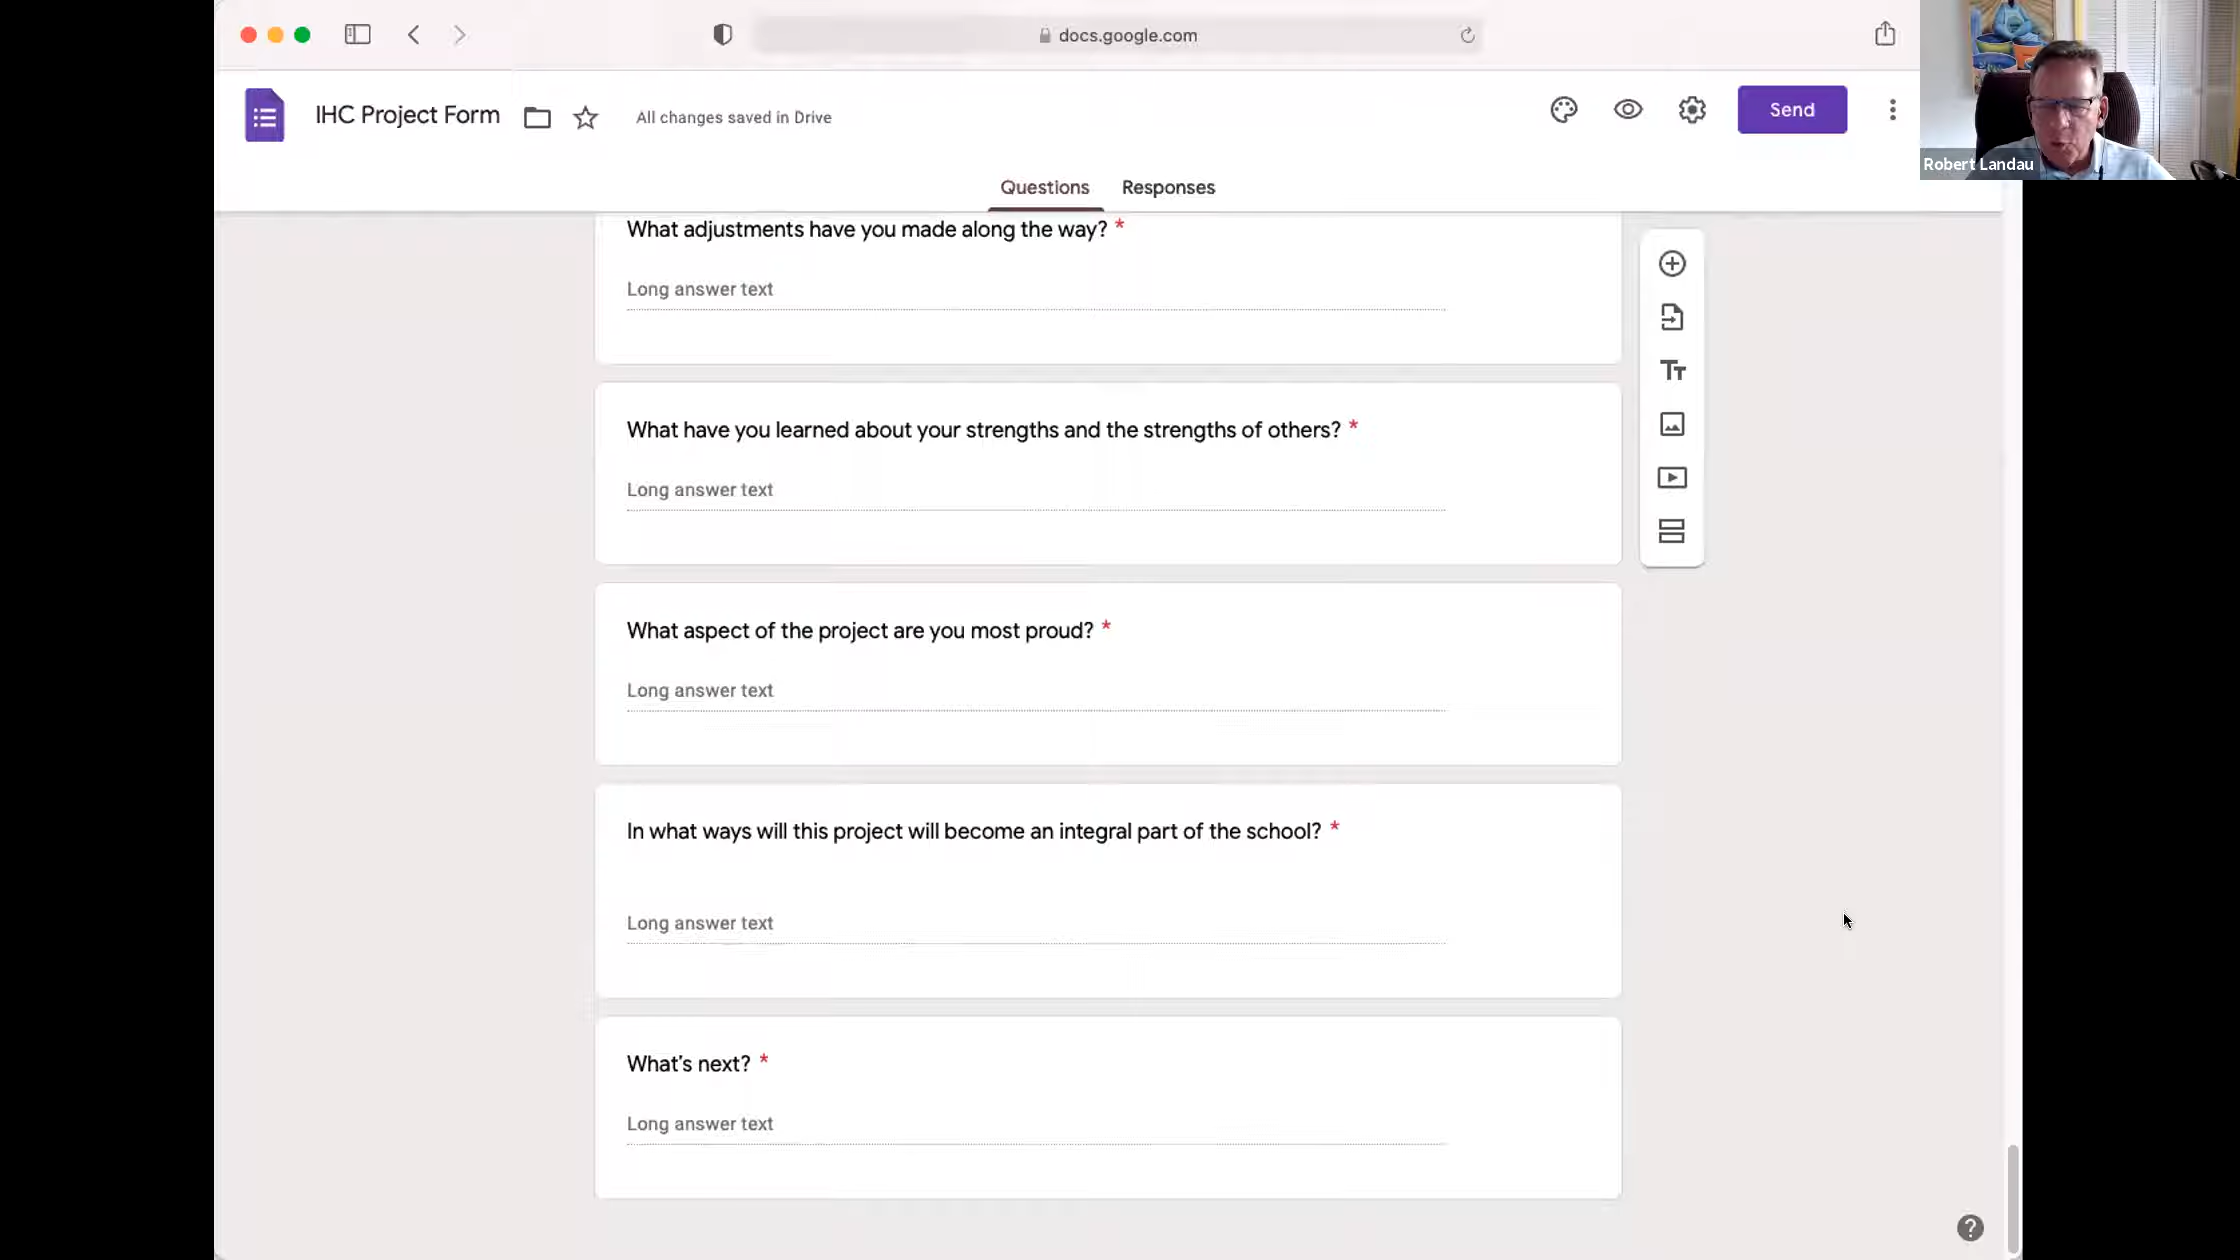 docs.google.com
IHC Project Form
All changes saved in Drive
Send
Robert Landau
Questions
Responses
What adjustments have you made along the way? *
Long answer text
What have you learned about your strengths and the strengths of others? *
Long answer text
What aspect of the project are you most proud? *
Long answer text
In what ways will this project will become an integral part of the school? *
Long answer text
What's next? *
Long answer text